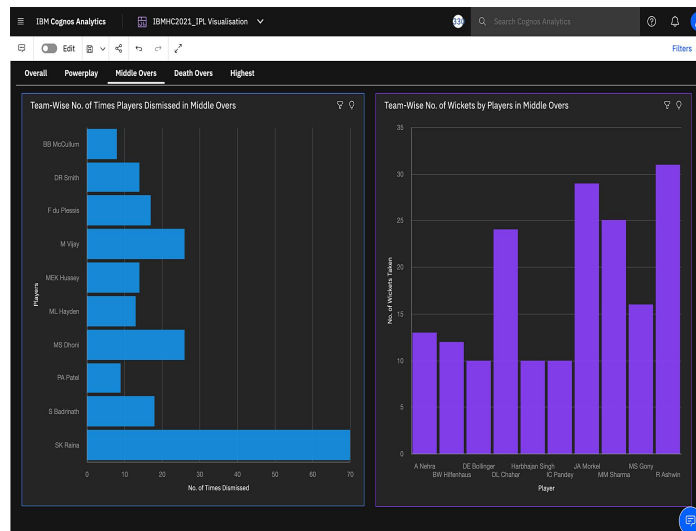 IBM Cognos Analytics
IBMHC2021_IPL Visualisation
Search Cognos Analytics
Edit
Filters
Overall Powerplay Middle Overs Death Overs Highest
Team-Wise No. of Times Players Dismissed in Middle Overs
Players
BB McCullum
DR Smith
F du Plessis
M Vijay
MEK Hussey
ML Hayden
MS Dhoni
PA Patel
S Badrinath
SK Raina
0 10 20 30 40 50 60 70
No. of Times Dismissed
Team-Wise No. of Wickets by Players in Middle Overs
No. of Wickets Taken
35
30
25
20
15
10
5
0
A Nehra DE Bollinger Harbhajan Singh JA Morkel MS Gony R Ashwin
BW Hilfenhaus DL Chahar IC Pandey MM Sharma
Player